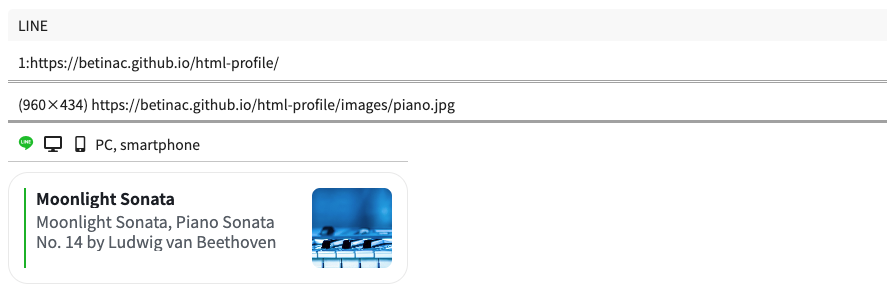 LINE
1:https://betinac.github.io/html-profile/
(960×434) https://betinac.github.io/html-profile/images/piano.jpg
LINE PC, smartphone
Moonlight Sonata
Moonlight Sonata, Piano Sonata
No. 14 by Ludwig van Beethoven